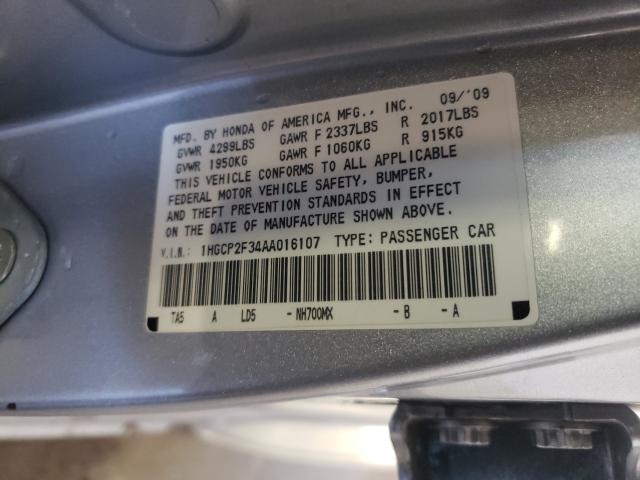 MFD. BY HONDA OF AMERICA MFG., INC. 09/'09
GVWR 4299LBS GAWR F 2337LBS R 2017LBS
GVWR 1950KG GAWR F 1060KG R 915KG
THIS VEHICLE CONFORMS TO ALL APPLICABLE
FEDERAL MOTOR VEHICLE SAFETY, BUMPER,
AND THEFT PREVENTION STANDARDS IN EFFECT
ON THE DATE OF MANUFACTURE SHOWN ABOVE.
V.I.N.: 1HGCP2F34AA016107 TYPE: PASSENGER CAR
TA5 A LD5 - NH700MX - B - A